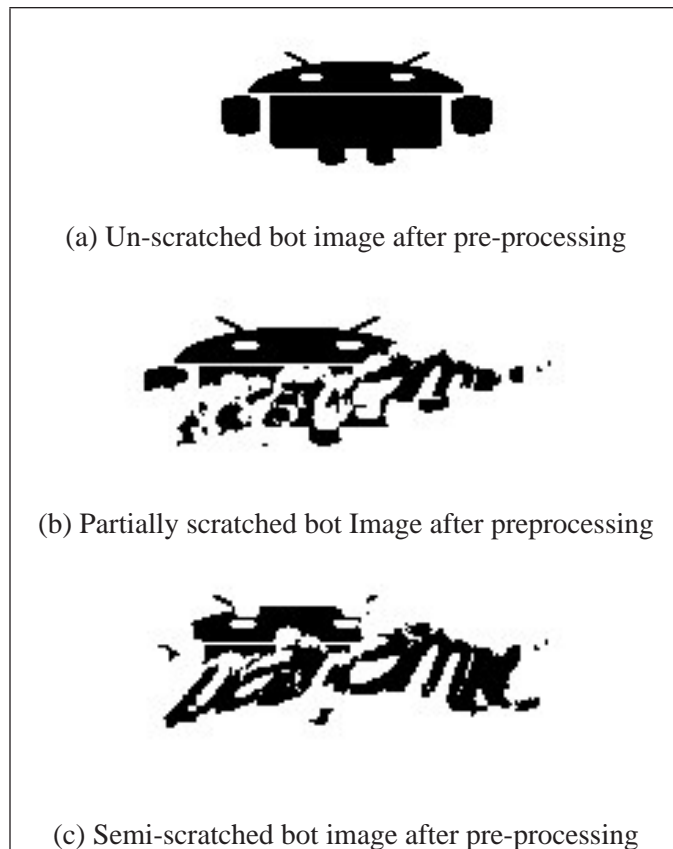 (a) Un-scratched bot image after pre-processing
(b) Partially scratched bot Image after preprocessing
(c) Semi-scratched bot image after pre-processing